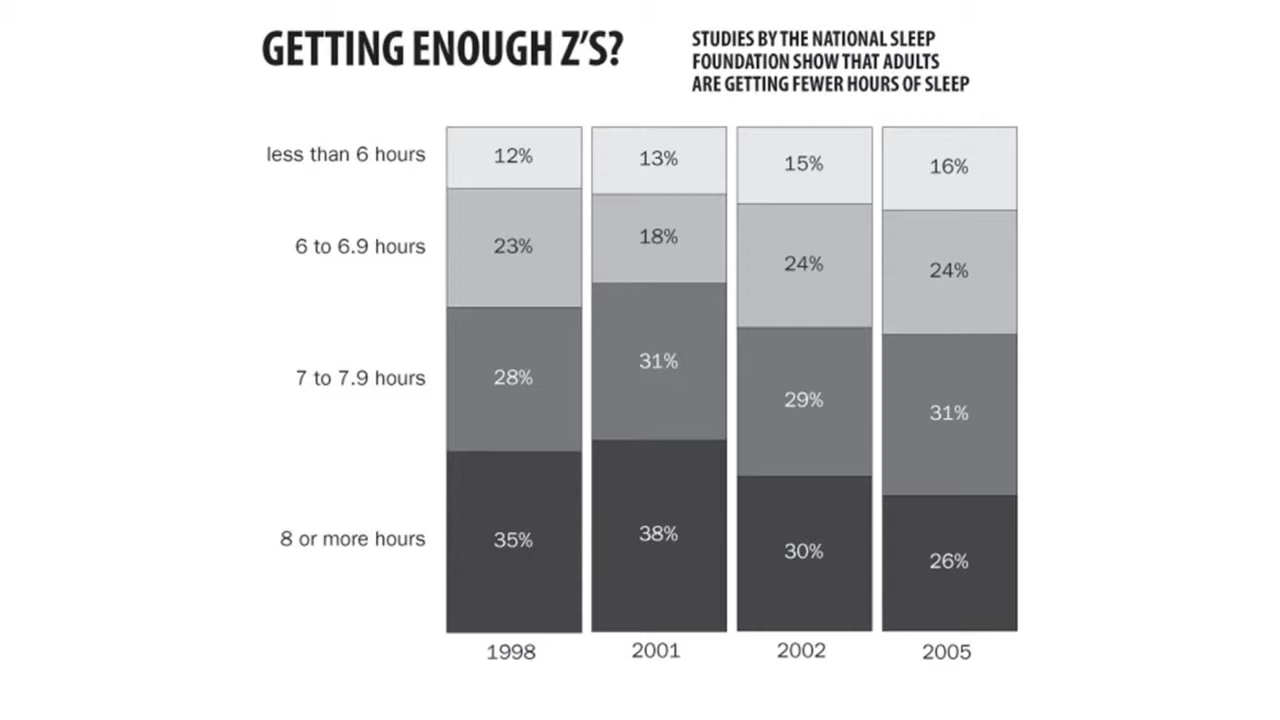 GETTING ENOUGH Z'S?
STUDIES BY THE NATIONAL SLEEP
FOUNDATION SHOW THAT ADULTS
ARE GETTING FEWER HOURS OF SLEEP
less than 6 hours 12% 13% 15% 16%
6 to 6.9 hours 23% 18% 24% 24%
7 to 7.9 hours 28% 31% 29% 31%
8 or more hours 35% 38% 30% 26%
1998 2001 2002 2005